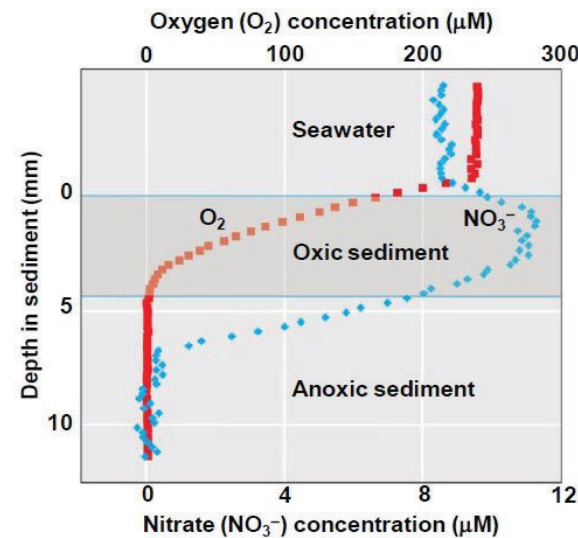 Oxygen (O₂) concentration (μM)
0 100 200 300
Seawater
0
O₂
NO₃⁻
Oxic sediment
Depth in sediment (mm)
5
Anoxic sediment
10
0 4 8 12
Nitrate (NO₃⁻) concentration (μM)